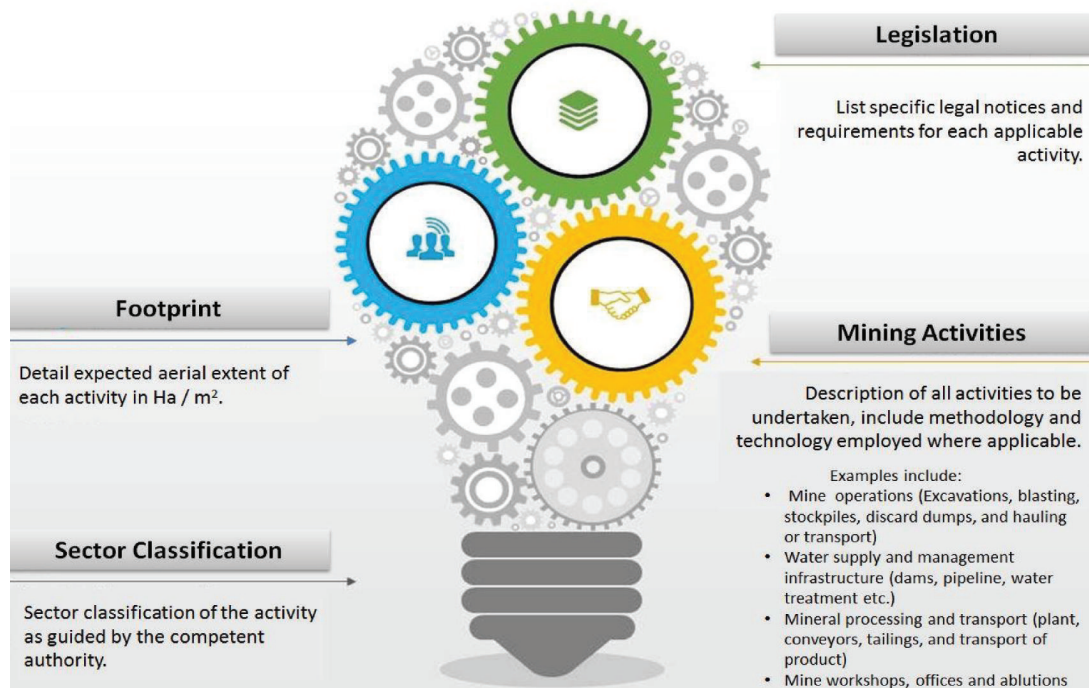 Legislation
List specific legal notices and
requirements for each applicable
activity.
Footprint
Detail expected aerial extent of
each activity in Ha / m².
Mining Activities
Description of all activities to be
undertaken, include methodology and
technology employed where applicable.
Examples include:
• Mine operations (Excavations, blasting,
stockpiles, discard dumps, and hauling
or transport)
• Water supply and management
infrastructure (dams, pipeline, water
treatment etc.)
• Mineral processing and transport (plant,
conveyors, tailings, and transport of
product)
• Mine workshops, offices and ablutions
Sector Classification
Sector classification of the activity
as guided by the competent
authority.